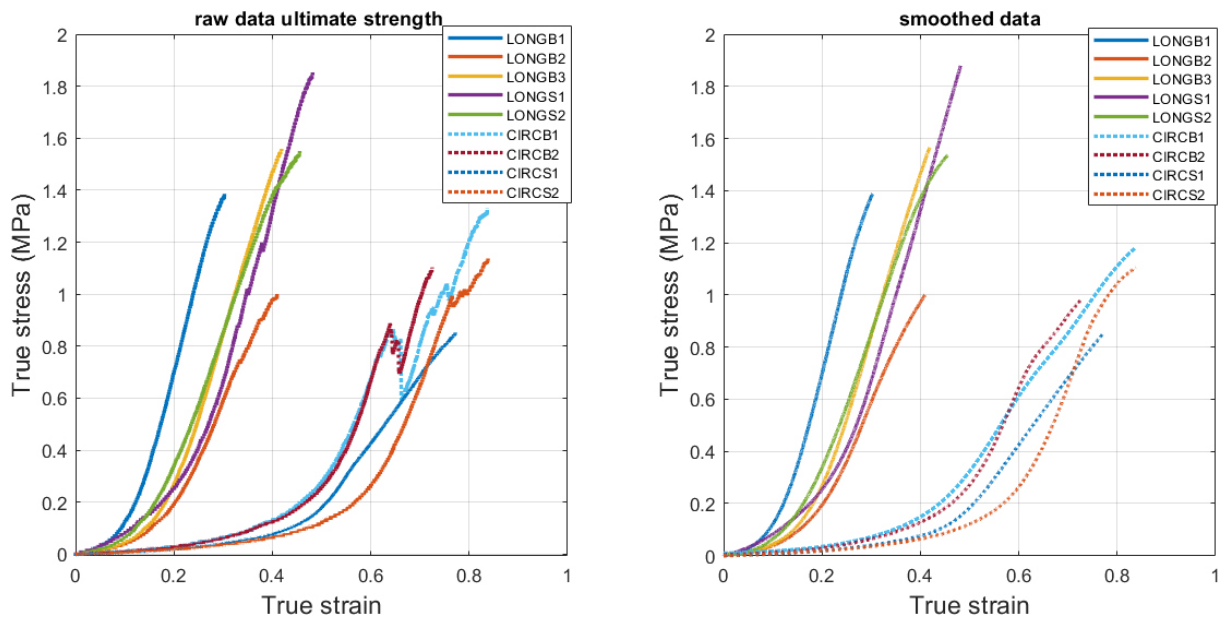 raw data ultimate strength
LONGB1
LONGB2
LONGB3
LONGS1
LONGS2
CIRCB1
CIRCB2
CIRCS1
CIRCS2
2
1.8
1.6
1.4
1.2
1
0.8
0.6
0.4
0.2
0
True stress (MPa)
0
0.2
0.4
0.6
0.8
1
True strain
smoothed data
LONGB1
LONGB2
LONGB3
LONGS1
LONGS2
CIRCB1
CIRCB2
CIRCS1
CIRCS2
2
1.8
1.6
1.4
1.2
1
0.8
0.6
0.4
0.2
0
True stress (MPa)
0
0.2
0.4
0.6
0.8
1
True strain